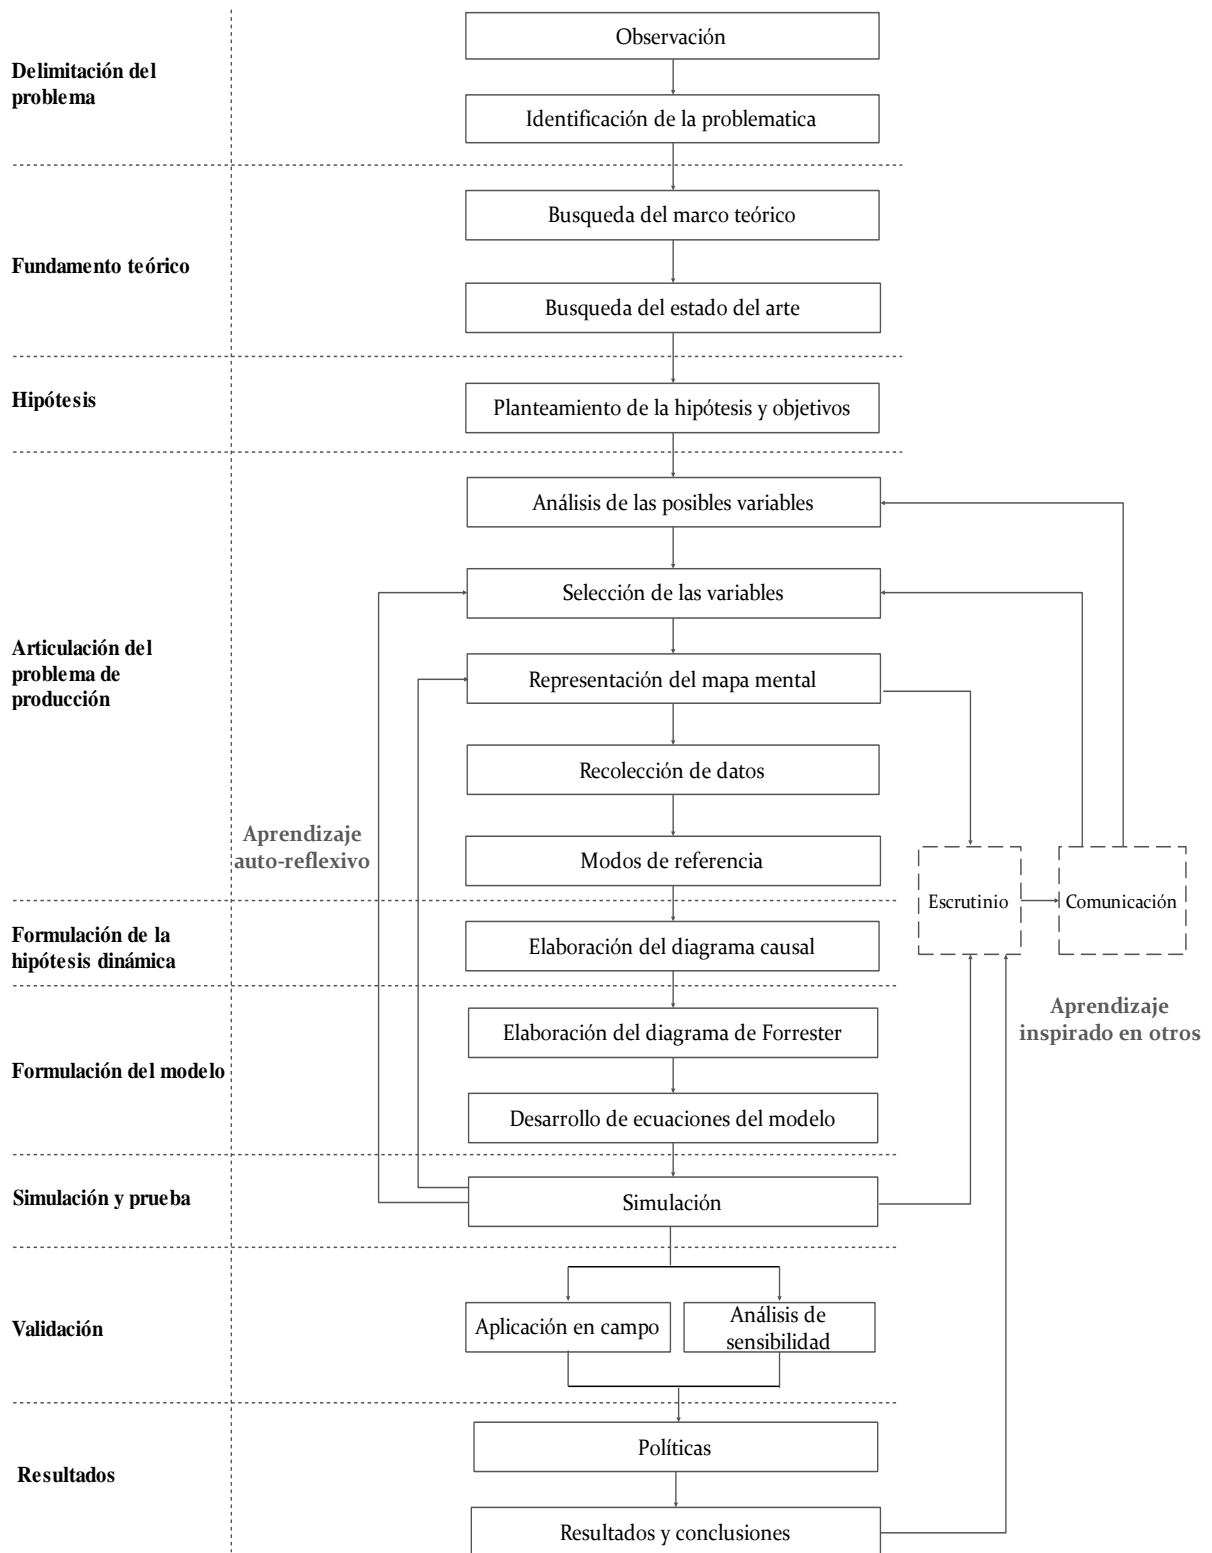 Observación
Delimitación del
problema
Identificación de la problematica
Busqueda del marco teórico
Fundamento teórico
Busqueda del estado del arte
Hipótesis
Planteamiento de la hipótesis y objetivos
Análisis de las posibles variables
Selección de las variables
Articulación del
problema de
producción
Representación del mapa mental
Recolección de datos
Aprendizaje
auto-reflexivo
Modos de referencia
Escrutinio
Comunicación
Formulación de la
hipótesis dinámica
Elaboración del diagrama causal
Aprendizaje
inspirado en otros
Elaboración del diagrama de Forrester
Formulación del modelo
Desarrollo de ecuaciones del modelo
Simulación y prueba
Simulación
Validación
Aplicación en campo
Análisis de
sensibilidad
Políticas
Resultados
Resultados y conclusiones